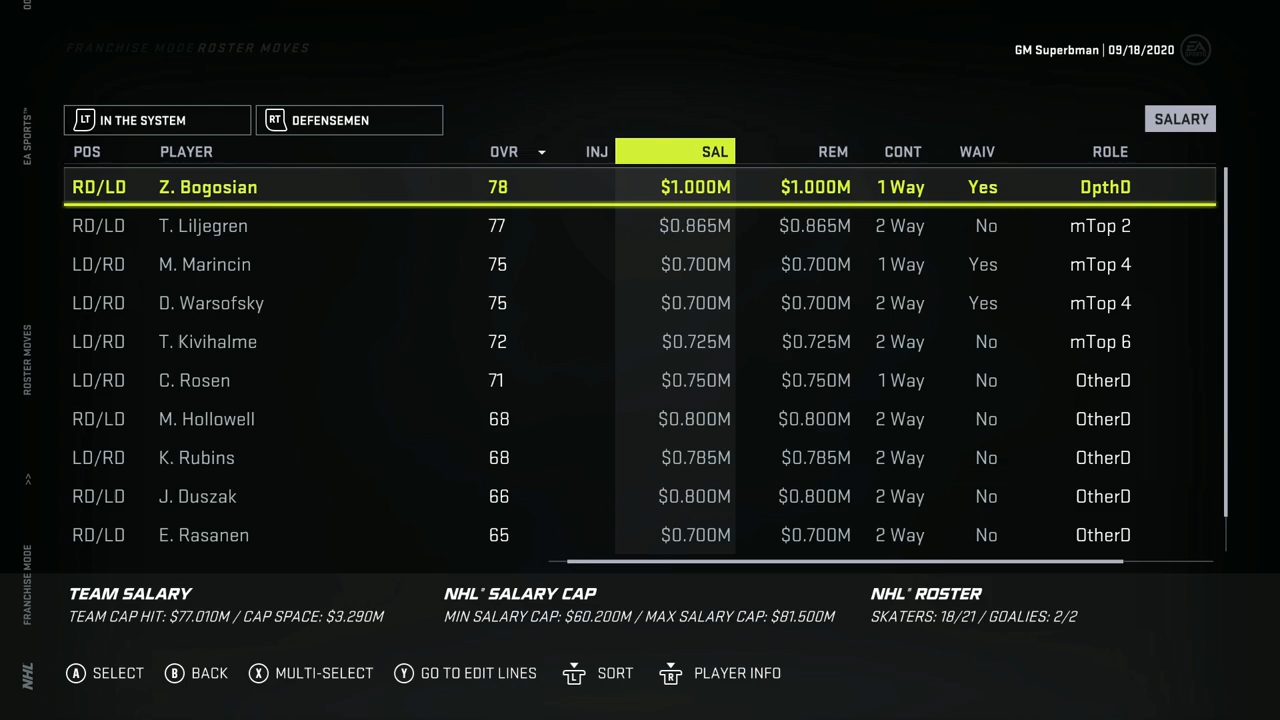 FRANCHISE MODE ROSTER MOVES
GM Superbman | 09/18/2020
EA SPORTS
LT IN THE SYSTEM RT DEFENSEMEN SALARY
POS PLAYER OVR INJ SAL REM CONT WAIV ROLE
RD/LD Z. Bogosian 78 $1.000M $1.000M 1 Way Yes DpthD
RD/LD T. Liljegren 77 $0.865M $0.865M 2 Way No mTop 2
LD/RD M. Marincin 75 $0.700M $0.700M 1 Way Yes mTop 4
LD/RD D. Warsofsky 75 $0.700M $0.700M 2 Way Yes mTop 4
LD/RD T. Kivihalme 72 $0.725M $0.725M 2 Way No mTop 6
LD/RD C. Rosen 71 $0.750M $0.750M 1 Way No OtherD
RD/LD M. Hollowell 68 $0.800M $0.800M 2 Way No OtherD
LD/RD K. Rubins 68 $0.785M $0.785M 2 Way No OtherD
RD/LD J. Duszak 66 $0.800M $0.800M 2 Way No OtherD
RD/LD E. Rasanen 65 $0.700M $0.700M 2 Way No OtherD
TEAM SALARY
TEAM CAP HIT: $77.010M / CAP SPACE: $3.290M
NHL® SALARY CAP
MIN SALARY CAP: $60.200M / MAX SALARY CAP: $81.500M
NHL® ROSTER
SKATERS: 18/21 / GOALIES: 2/2
A SELECT B BACK X MULTI-SELECT Y GO TO EDIT LINES L SORT R PLAYER INFO
EA SPORTS™
ROSTER MOVES
>>
FRANCHISE MODE
NHL